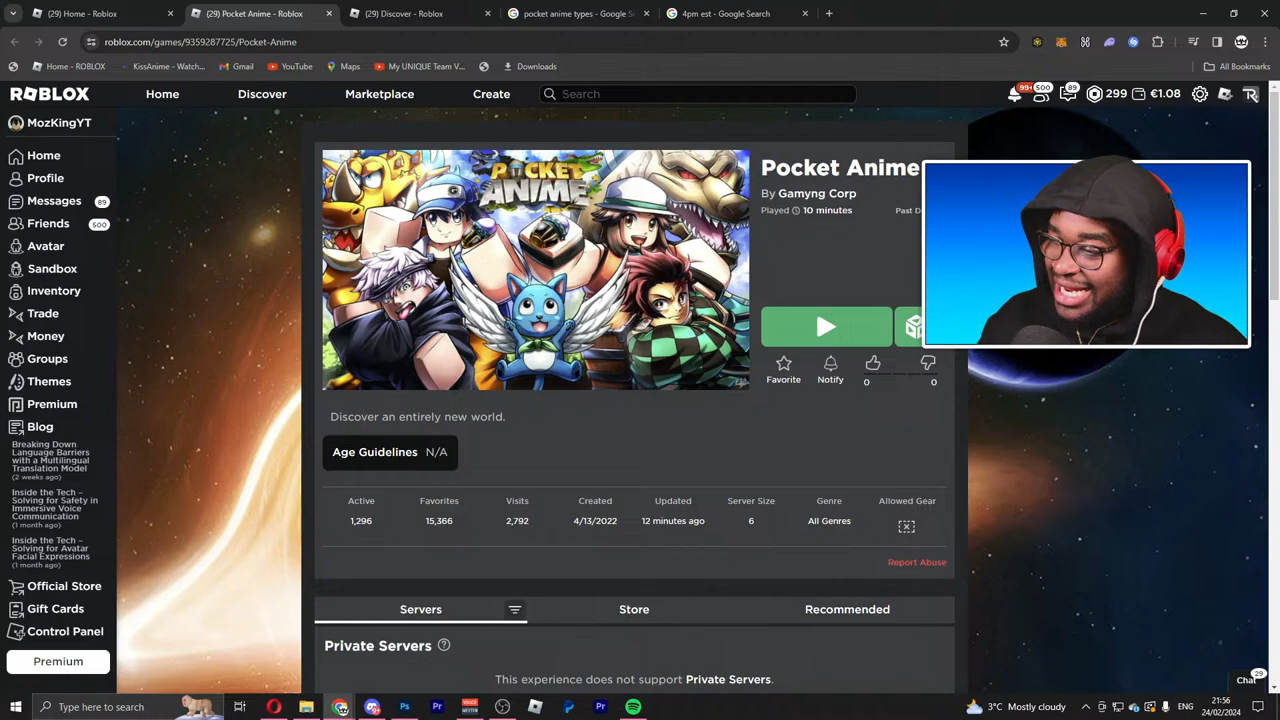 (29) Home - Roblox
(29) Pocket Anime - Roblox
(29) Discover - Roblox
pocket anime types - Google Se
4pm est - Google Search
roblox.com/games/9359287725/Pocket-Anime
Home - ROBLOX
KissAnime - Watch...
Gmail
YouTube
Maps
My UNIQUE Team V...
Downloads
All Bookmarks
ROBLOX
Home
Discover
Marketplace
Create
Search
99+
500
89
299
€1.08
MozKingYT
Home
Profile
Messages
89
Friends
500
Avatar
Sandbox
Inventory
Trade
Money
Groups
Themes
Premium
Blog
Breaking Down
Language Barriers
with a Multilingual
Translation Model
(2 weeks ago)
Inside the Tech -
Solving for Safety in
Immersive Voice
Communication
(1 month ago)
Inside the Tech –
Solving for Avatar
Facial Expressions
(1 month ago)
Official Store
Gift Cards
Control Panel
Premium
POCKET
ANIME
Pocket Anime
By Gamyng Corp
Played 10 minutes
Past D
Favorite
Notify
0
0
Discover an entirely new world.
Age Guidelines N/A
Active
Favorites
Visits
Created
Updated
Server Size
Genre
Allowed Gear
1,296
15,366
2,792
4/13/2022
12 minutes ago
6
All Genres
Report Abuse
Servers
Store
Recommended
Private Servers
This experience does not support Private Servers.
Chat
29
Type here to search
3°C Mostly cloudy
21:56
24/02/2024